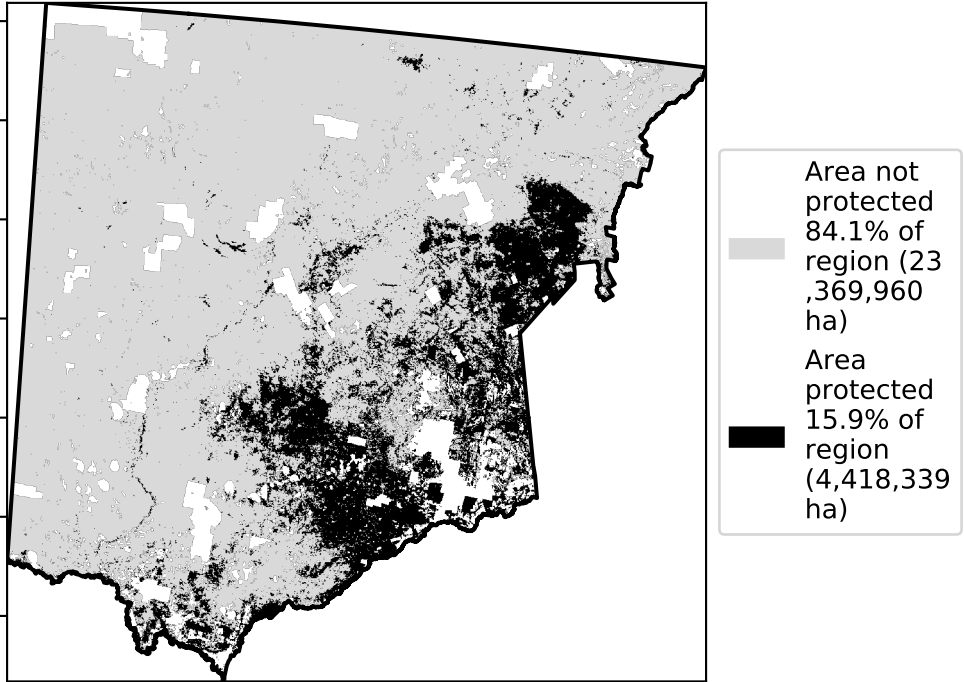 Area not
protected
84.1% of
region (23
,369,960
ha)
Area
protected
15.9% of
region
(4,418,339
ha)